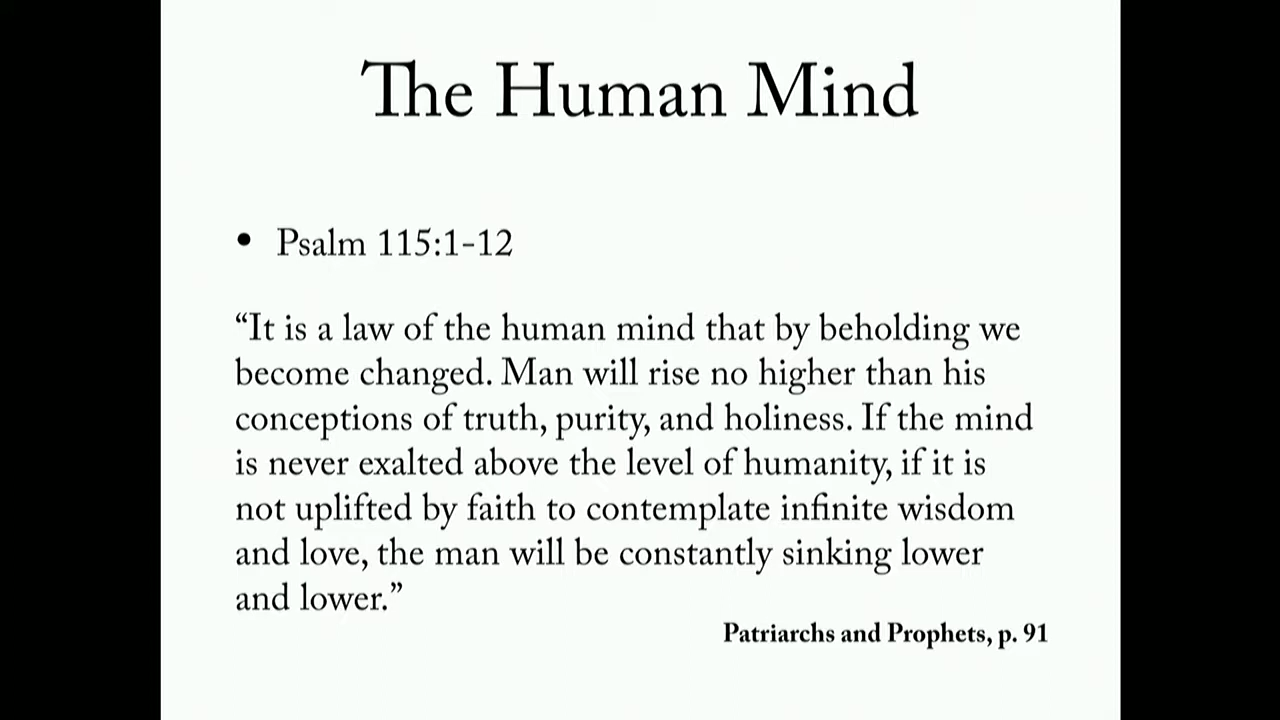 The Human Mind
• Psalm 115:1-12
“It is a law of the human mind that by beholding we
become changed. Man will rise no higher than his
conceptions of truth, purity, and holiness. If the mind
is never exalted above the level of humanity, if it is
not uplifted by faith to contemplate infinite wisdom
and love, the man will be constantly sinking lower
and lower.”
Patriarchs and Prophets, p. 91